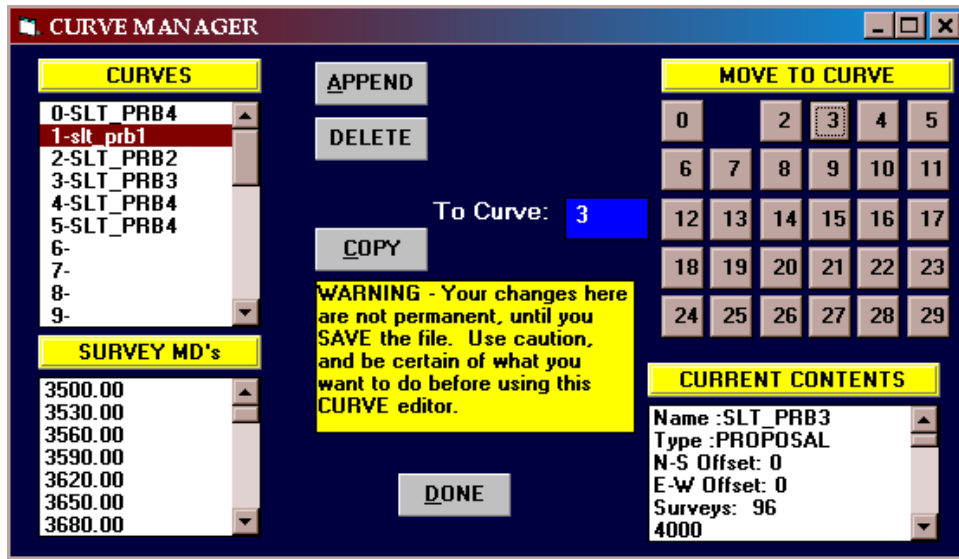 CURVE MANAGER
CURVES
0-SLT_PRB4
1-slt_prb1
2-SLT_PRB2
3-SLT_PRB3
4-SLT_PRB4
5-SLT_PRB4
6-
7-
8-
9-
SURVEY MD's
3500.00
3530.00
3560.00
3590.00
3620.00
3650.00
3680.00
APPEND
DELETE
To Curve: 3
COPY
WARNING - Your changes here
are not permanent, until you
SAVE the file. Use caution,
and be certain of what you
want to do before using this
CURVE editor.
DONE
MOVE TO CURVE
0 2 3 4 5
6 7 8 9 10 11
12 13 14 15 16 17
18 19 20 21 22 23
24 25 26 27 28 29
CURRENT CONTENTS
Name :SLT_PRB3
Type :PROPOSAL
N-S Offset: 0
E-W Offset: 0
Surveys: 96
4000